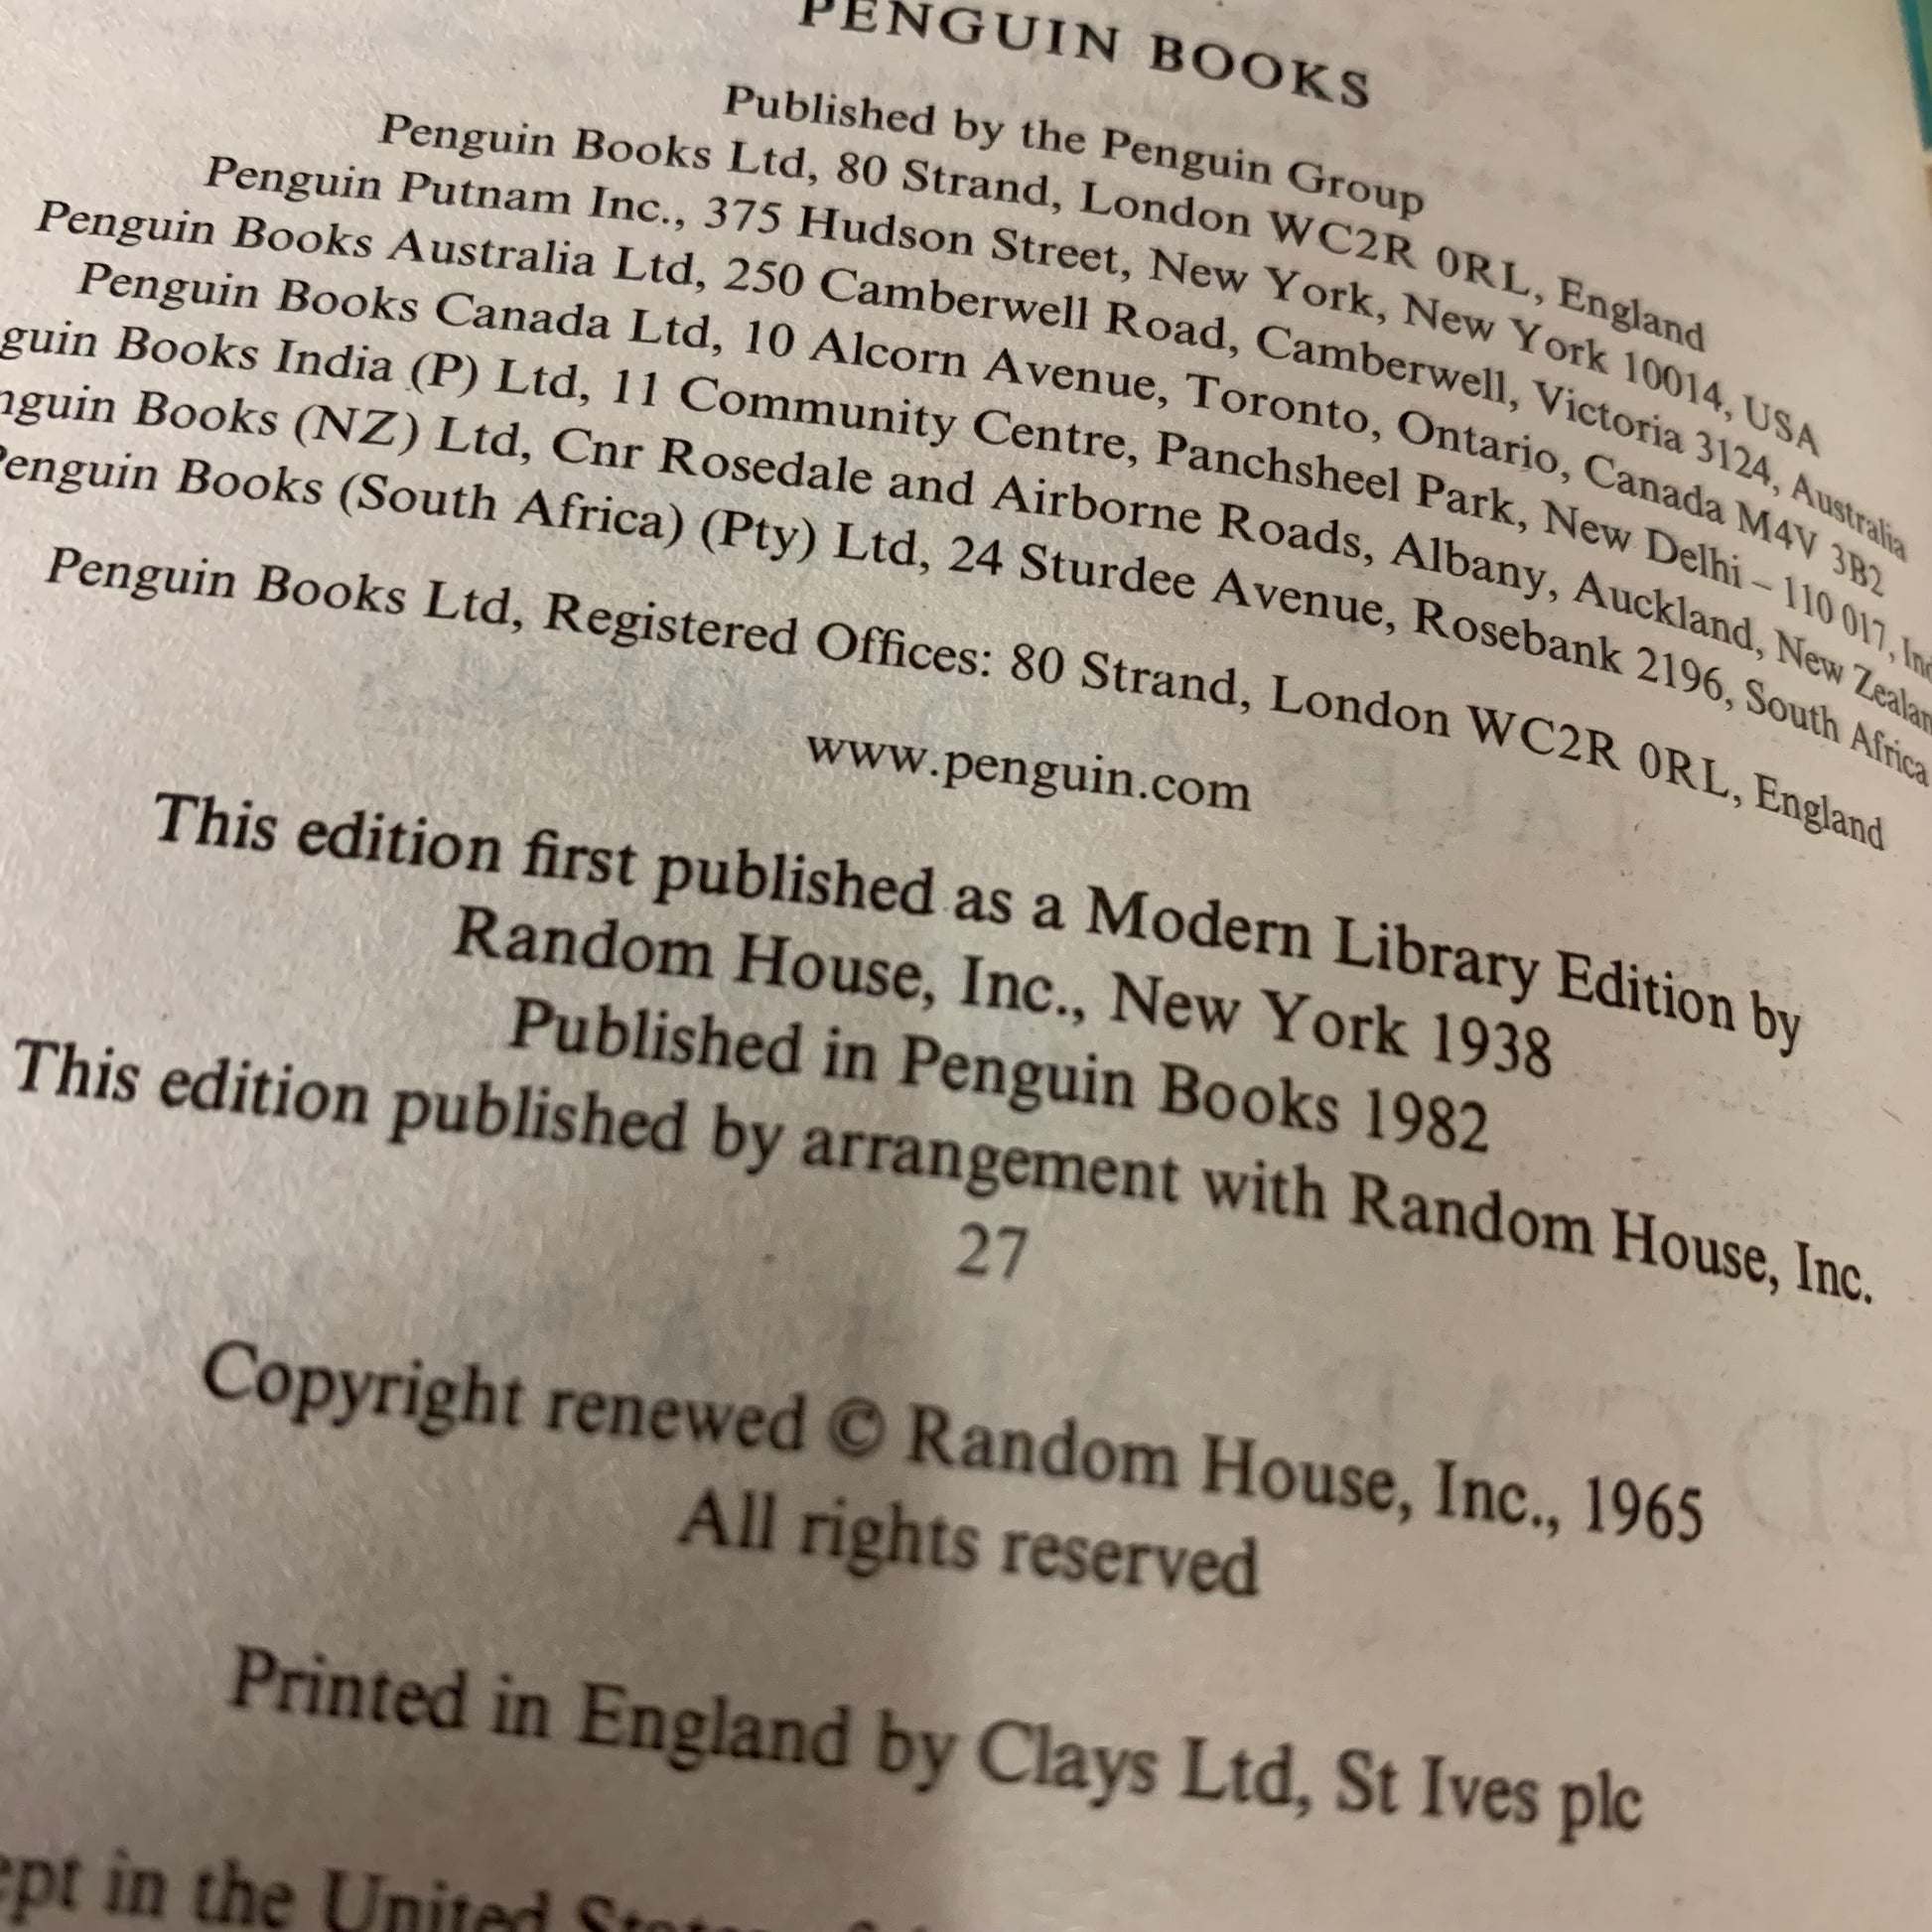 PENGUIN BOOKS
Published by the Penguin Group
Penguin Books Ltd, 80 Strand, London WC2R 0RL, England
Penguin Putnam Inc., 375 Hudson Street, New York, New York 10014, USA
Penguin Books Australia Ltd, 250 Camberwell Road, Camberwell, Victoria 3124, Australia
Penguin Books Canada Ltd, 10 Alcorn Avenue, Toronto, Ontario, Canada M4V 3B2
guin Books India (P) Ltd, 11 Community Centre, Panchsheel Park, New Delhi – 110 017, Ind
nguin Books (NZ) Ltd, Cnr Rosedale and Airborne Roads, Albany, Auckland, New Zealan
Penguin Books (South Africa) (Pty) Ltd, 24 Sturdee Avenue, Rosebank 2196, South Africa
Penguin Books Ltd, Registered Offices: 80 Strand, London WC2R 0RL, England
www.penguin.com
This edition first published as a Modern Library Edition by
Random House, Inc., New York 1938
Published in Penguin Books 1982
This edition published by arrangement with Random House, Inc.
27
Copyright renewed © Random House, Inc., 1965
All rights reserved
Printed in England by Clays Ltd, St Ives plc
ept in the United States